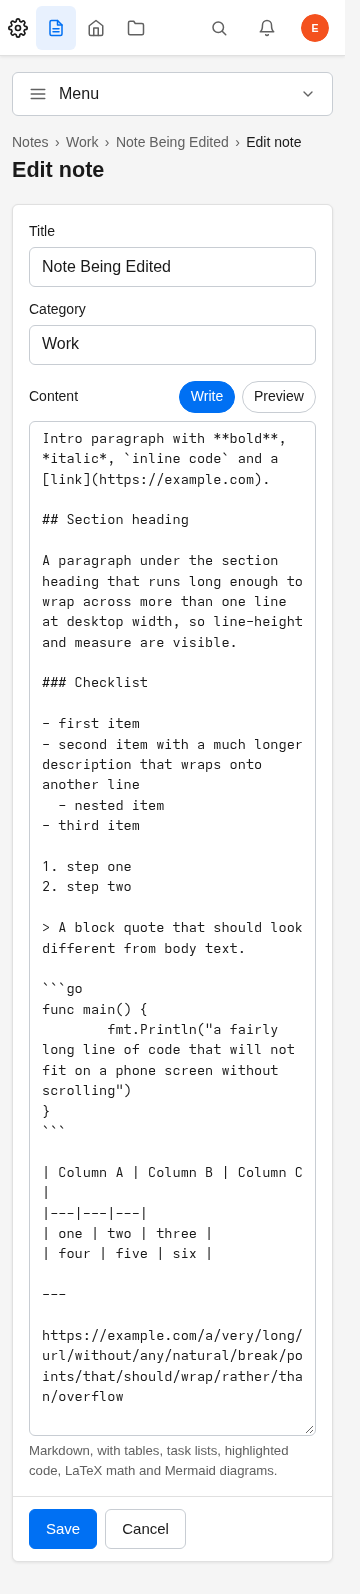 E
Menu
Notes › Work › Note Being Edited › Edit note
Edit note
Title
Note Being Edited
Category
Work
Content
Write
Preview
Intro paragraph with **bold**,
*italic*, `inline code` and a
[link](https://example.com).
## Section heading
A paragraph under the section
heading that runs long enough to
wrap across more than one line
at desktop width, so line-height
and measure are visible.
### Checklist
- first item
- second item with a much longer
description that wraps onto
another line
  - nested item
- third item
1. step one
2. step two
> A block quote that should look
different from body text.
```go
func main() {
        fmt.Println("a fairly
long line of code that will not
fit on a phone screen without
scrolling")
}
```
| Column A | Column B | Column C
|
|---|---|---|
| one | two | three |
| four | five | six |
---
https://example.com/a/very/long/
url/without/any/natural/break/po
ints/that/should/wrap/rather/tha
n/overflow
Markdown, with tables, task lists, highlighted
code, LaTeX math and Mermaid diagrams.
Save
Cancel